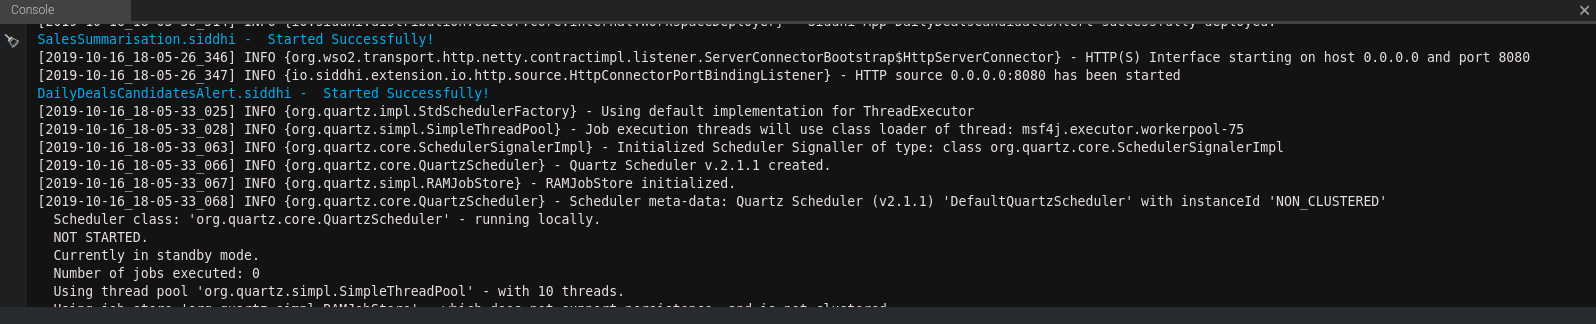 Console
SalesSummarisation.siddhi -  Started Successfully!
[2019-10-16_18-05-26_346] INFO {org.wso2.transport.http.netty.contractimpl.listener.ServerConnectorBootstrap$HttpServerConnector} - HTTP(S) Interface starting on host 0.0.0.0 and port 8080
[2019-10-16_18-05-26_347] INFO {io.siddhi.extension.io.http.source.HttpConnectorPortBindingListener} - HTTP source 0.0.0.0:8080 has been started
DailyDealsCandidatesAlert.siddhi -  Started Successfully!
[2019-10-16_18-05-33_025] INFO {org.quartz.impl.StdSchedulerFactory} - Using default implementation for ThreadExecutor
[2019-10-16_18-05-33_028] INFO {org.quartz.simpl.SimpleThreadPool} - Job execution threads will use class loader of thread: msf4j.executor.workerpool-75
[2019-10-16_18-05-33_063] INFO {org.quartz.core.SchedulerSignalerImpl} - Initialized Scheduler Signaller of type: class org.quartz.core.SchedulerSignalerImpl
[2019-10-16_18-05-33_066] INFO {org.quartz.core.QuartzScheduler} - Quartz Scheduler v.2.1.1 created.
[2019-10-16_18-05-33_067] INFO {org.quartz.simpl.RAMJobStore} - RAMJobStore initialized.
[2019-10-16_18-05-33_068] INFO {org.quartz.core.QuartzScheduler} - Scheduler meta-data: Quartz Scheduler (v2.1.1) 'DefaultQuartzScheduler' with instanceId 'NON_CLUSTERED'
Scheduler class: 'org.quartz.core.QuartzScheduler' - running locally.
NOT STARTED.
Currently in standby mode.
Number of jobs executed: 0
Using thread pool 'org.quartz.simpl.SimpleThreadPool' - with 10 threads.